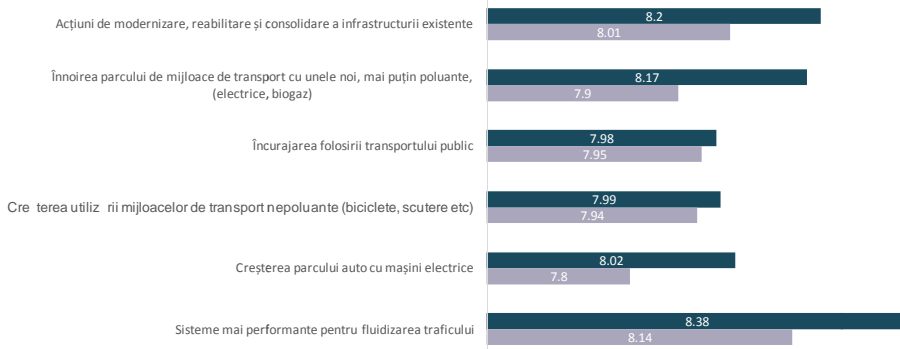 Acțiuni de modernizare, reabilitare și consolidare a infrastructurii existente
8.2
8.01
Înnoirea parcului de mijloace de transport cu unele noi, mai puțin poluante,
(electrice, biogaz)
8.17
7.9
Încurajarea folosirii transportului public
7.98
7.95
Cre terea utiliz rii mijloacelor de transport nepoluante (biciclete, scutere etc)
7.99
7.94
Creșterea parcului auto cu mașini electrice
8.02
7.8
Sisteme mai performante pentru fluidizarea traficului
8.38
8.14